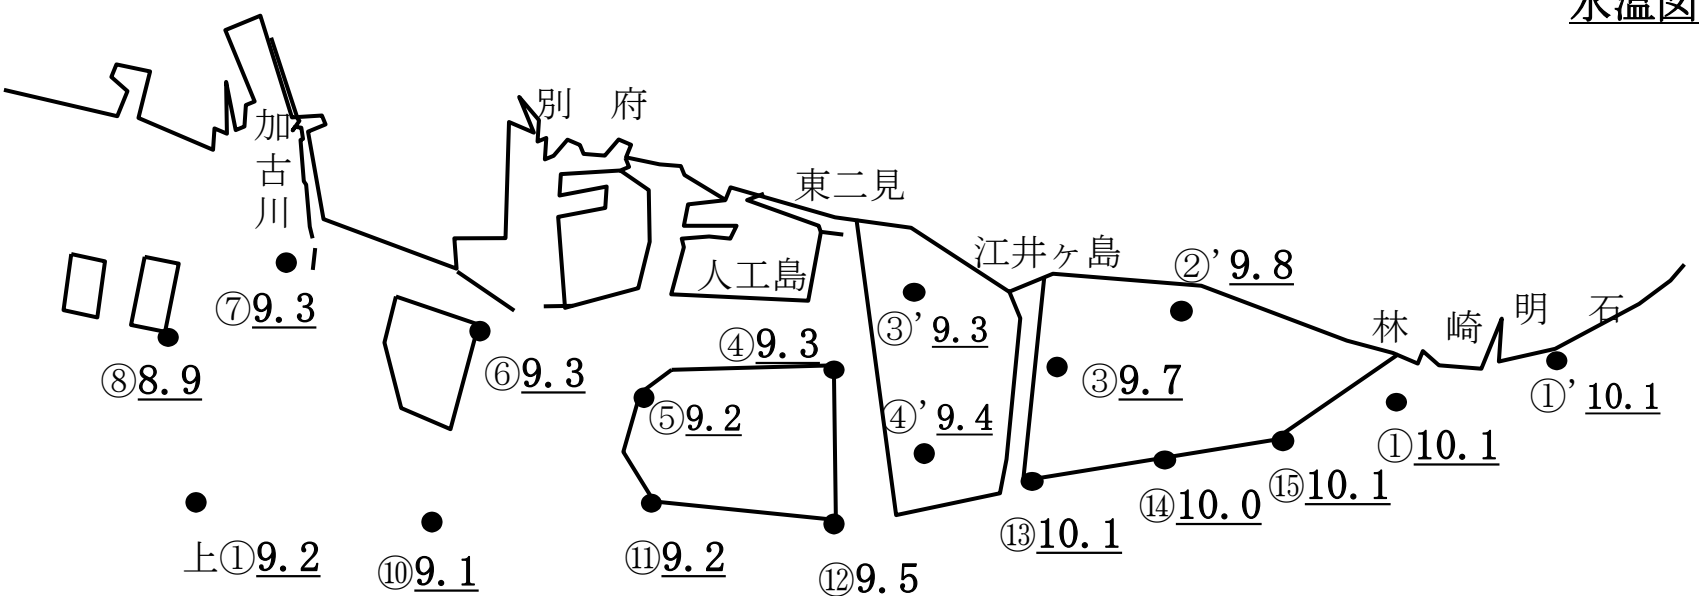 水温図
別府
加古川
東二見
江井ヶ島
②’9.8
人工島
林崎
明石
⑦9.3
③’9.3
④9.3
⑥9.3
⑧8.9
③9.7
①’10.1
⑤9.2
④’9.4
①10.1
⑮10.1
⑭10.0
⑬10.1
上①9.2
⑩9.1
⑪9.2
⑫9.5